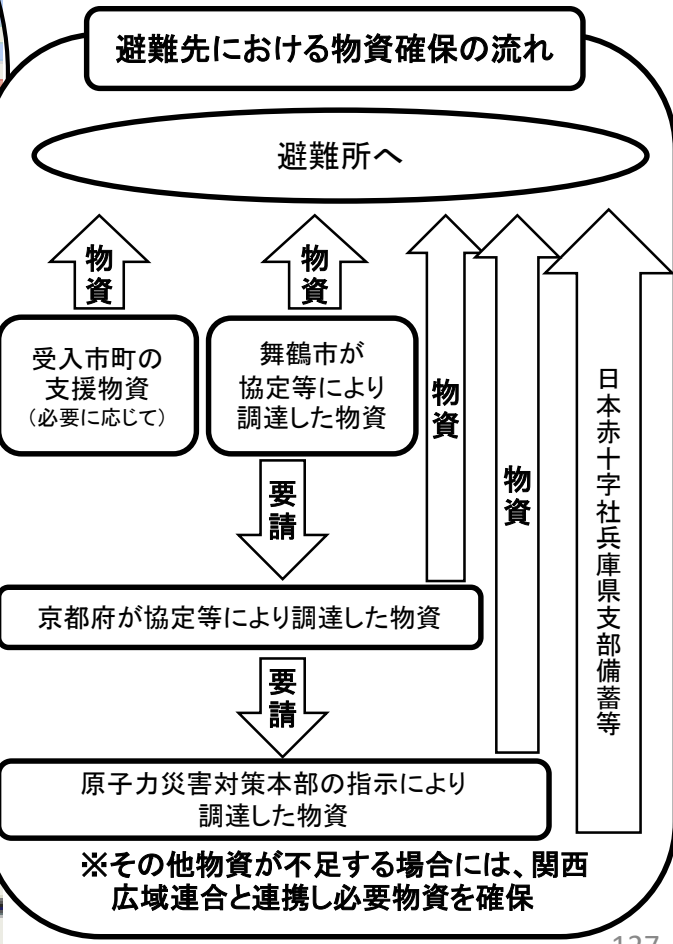 避難先における物資確保の流れ
避難所へ
物資
物資
受入市町の
支援物資
(必要に応じて)
舞鶴市が
協定等により
調達した物資
物資
物資
日本赤十字社兵庫県支部備蓄等
要請
京都府が協定等により調達した物資
要請
原子力災害対策本部の指示により
調達した物資
※その他物資が不足する場合には、関西
広域連合と連携し必要物資を確保